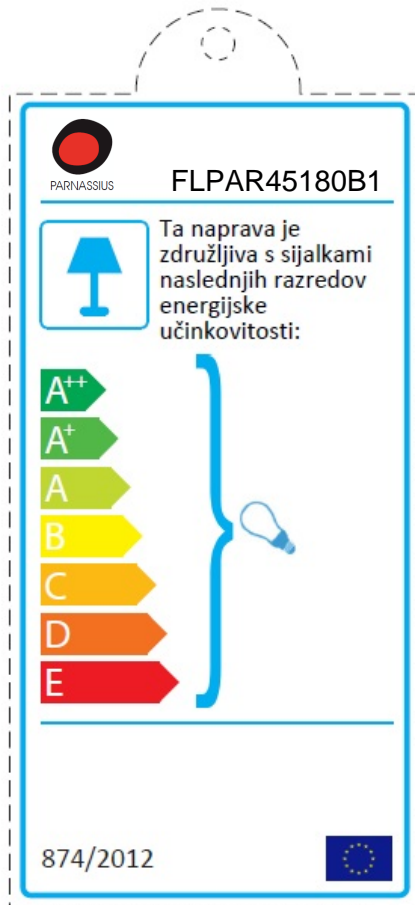 PARNASSIUS
FLPAR45180B1
Ta naprava je
združljiva s sijalkami
naslednjih razredov
energijske
učinkovitosti:
A++
A+
A
B
C
D
E
874/2012